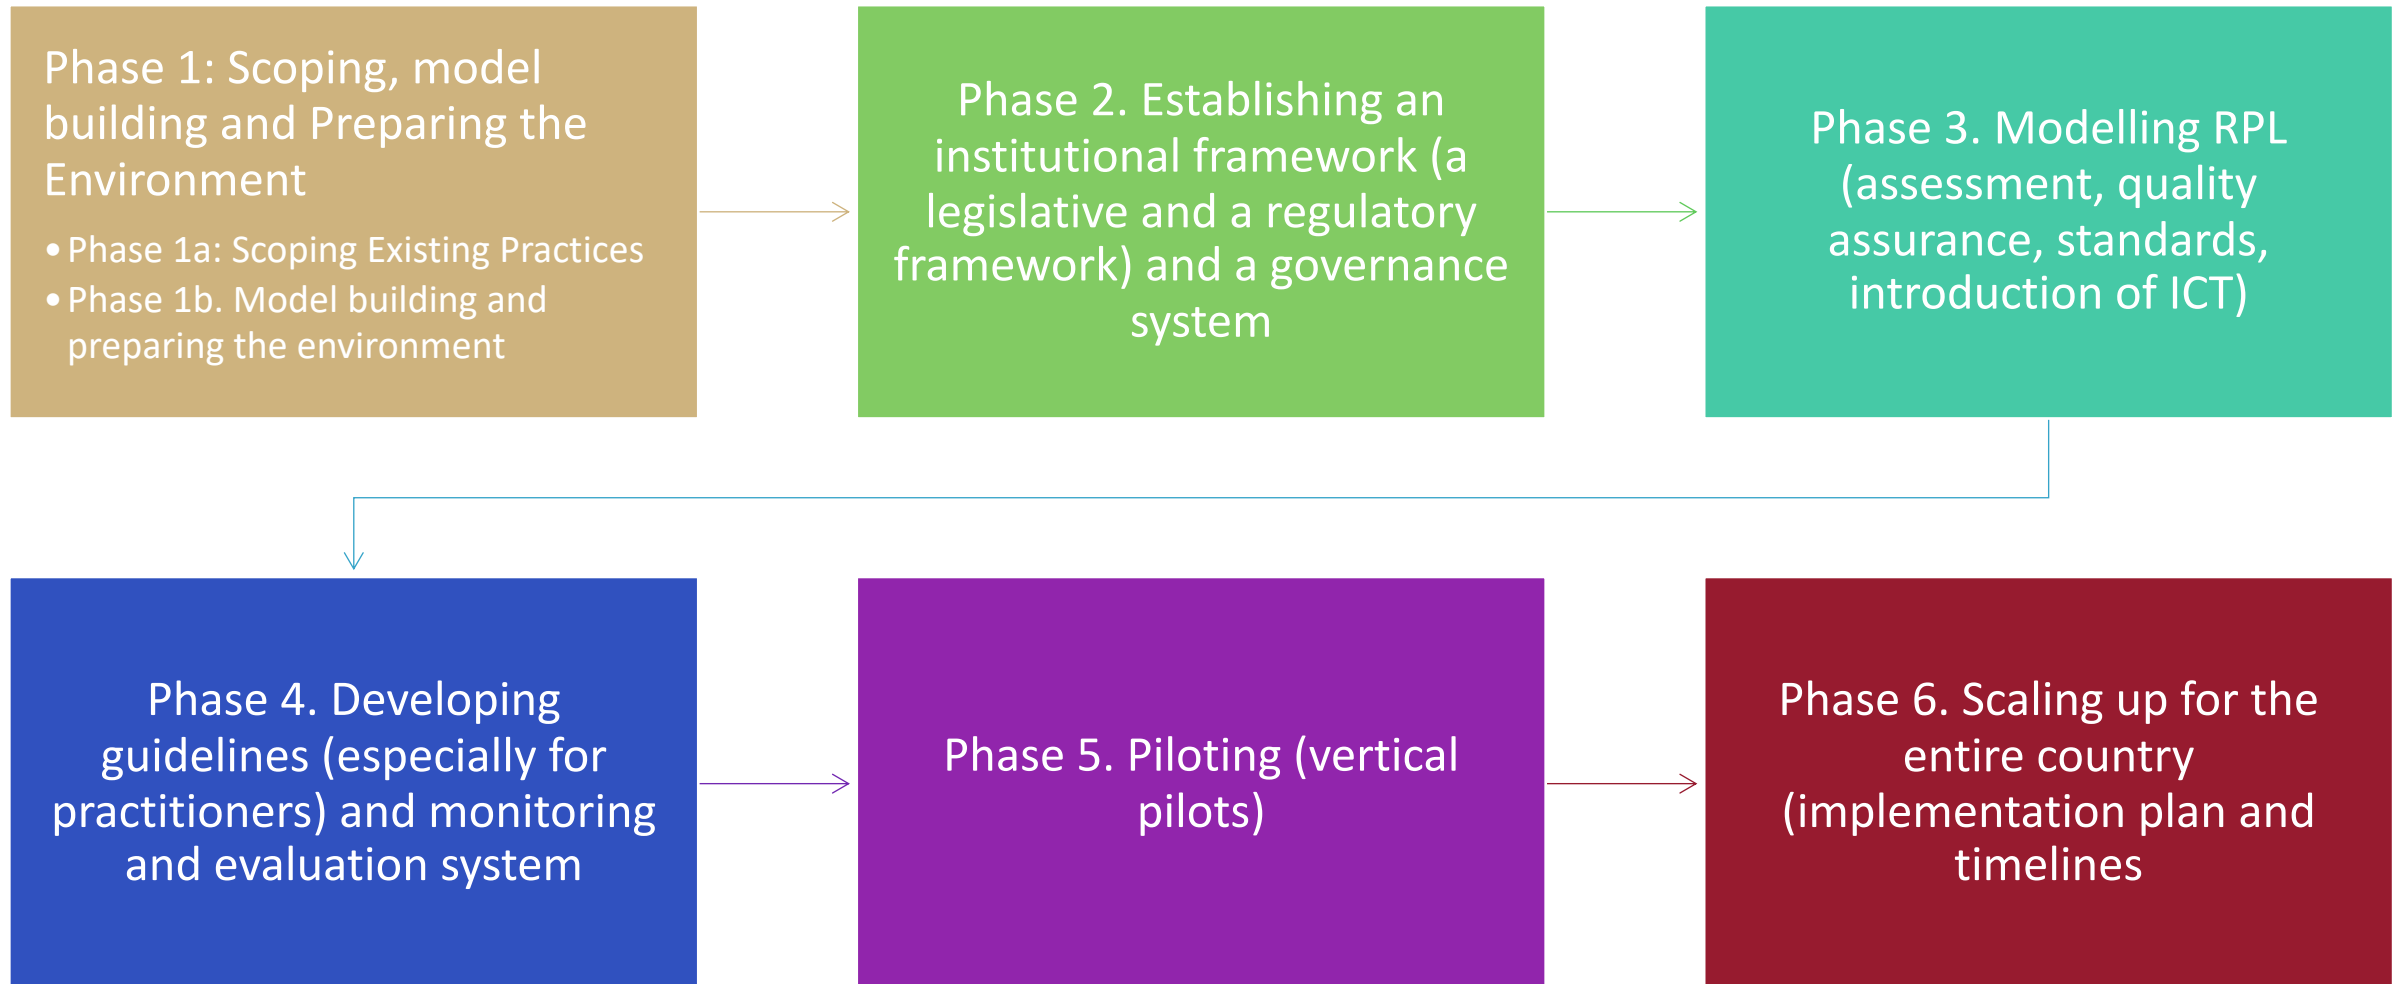 Phase 1: Scoping, model
building and Preparing the
Environment
•Phase 1a: Scoping Existing Practices
•Phase 1b. Model building and
preparing the environment
Phase 2. Establishing an
institutional framework (a
legislative and a regulatory
framework) and a governance
system
Phase 3. Modelling RPL
(assessment, quality
assurance, standards,
introduction of ICT)
Phase 4. Developing
guidelines (especially for
practitioners) and monitoring
and evaluation system
Phase 5. Piloting (vertical
pilots)
Phase 6. Scaling up for the
entire country
(implementation plan and
timelines